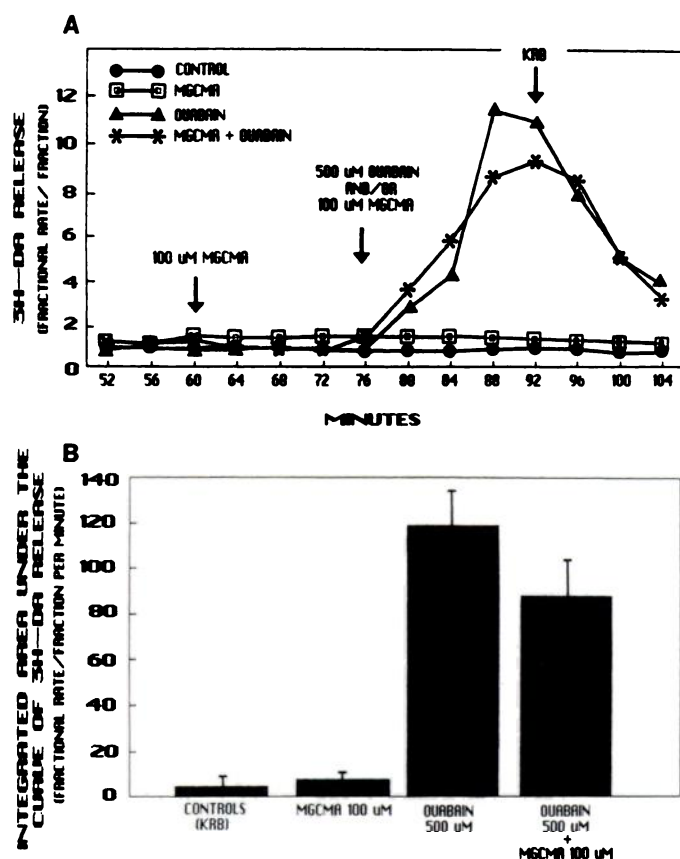 A
KRB
CONTROL
MGCMA
OUABAIN
MGCMA + OUABAIN
500 uM OUABAIN
AND/OR
100 uM MGCMA
100 uM MGCMA
3H-DA RELEASE
(FRACTIONAL RATE/ FRACTION)
12
10
8
6
4
2
0
52 56 60 64 68 72 76 80 84 88 92 96 100 104
MINUTES
B
INTEGRATED AREA UNDER THE
CURVE OF 3H-DA RELEASE
(FRACTIONAL RATE/FRACTION PER MINUTE)
140
120
100
80
60
40
20
0
CONTROLS
(KRB)
MGCMA 100 uM
OUABAIN
500 uM
OUABAIN
500 uM
+
MGCMA 100 uM